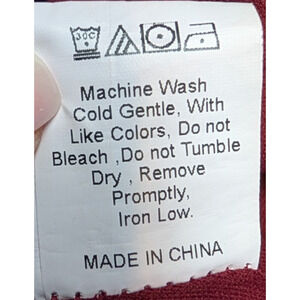 30C
Machine Wash
Cold Gentle, With
Like Colors, Do not
Bleach ,Do not Tumble
Dry , Remove
Promptly,
Iron Low.
MADE IN CHINA